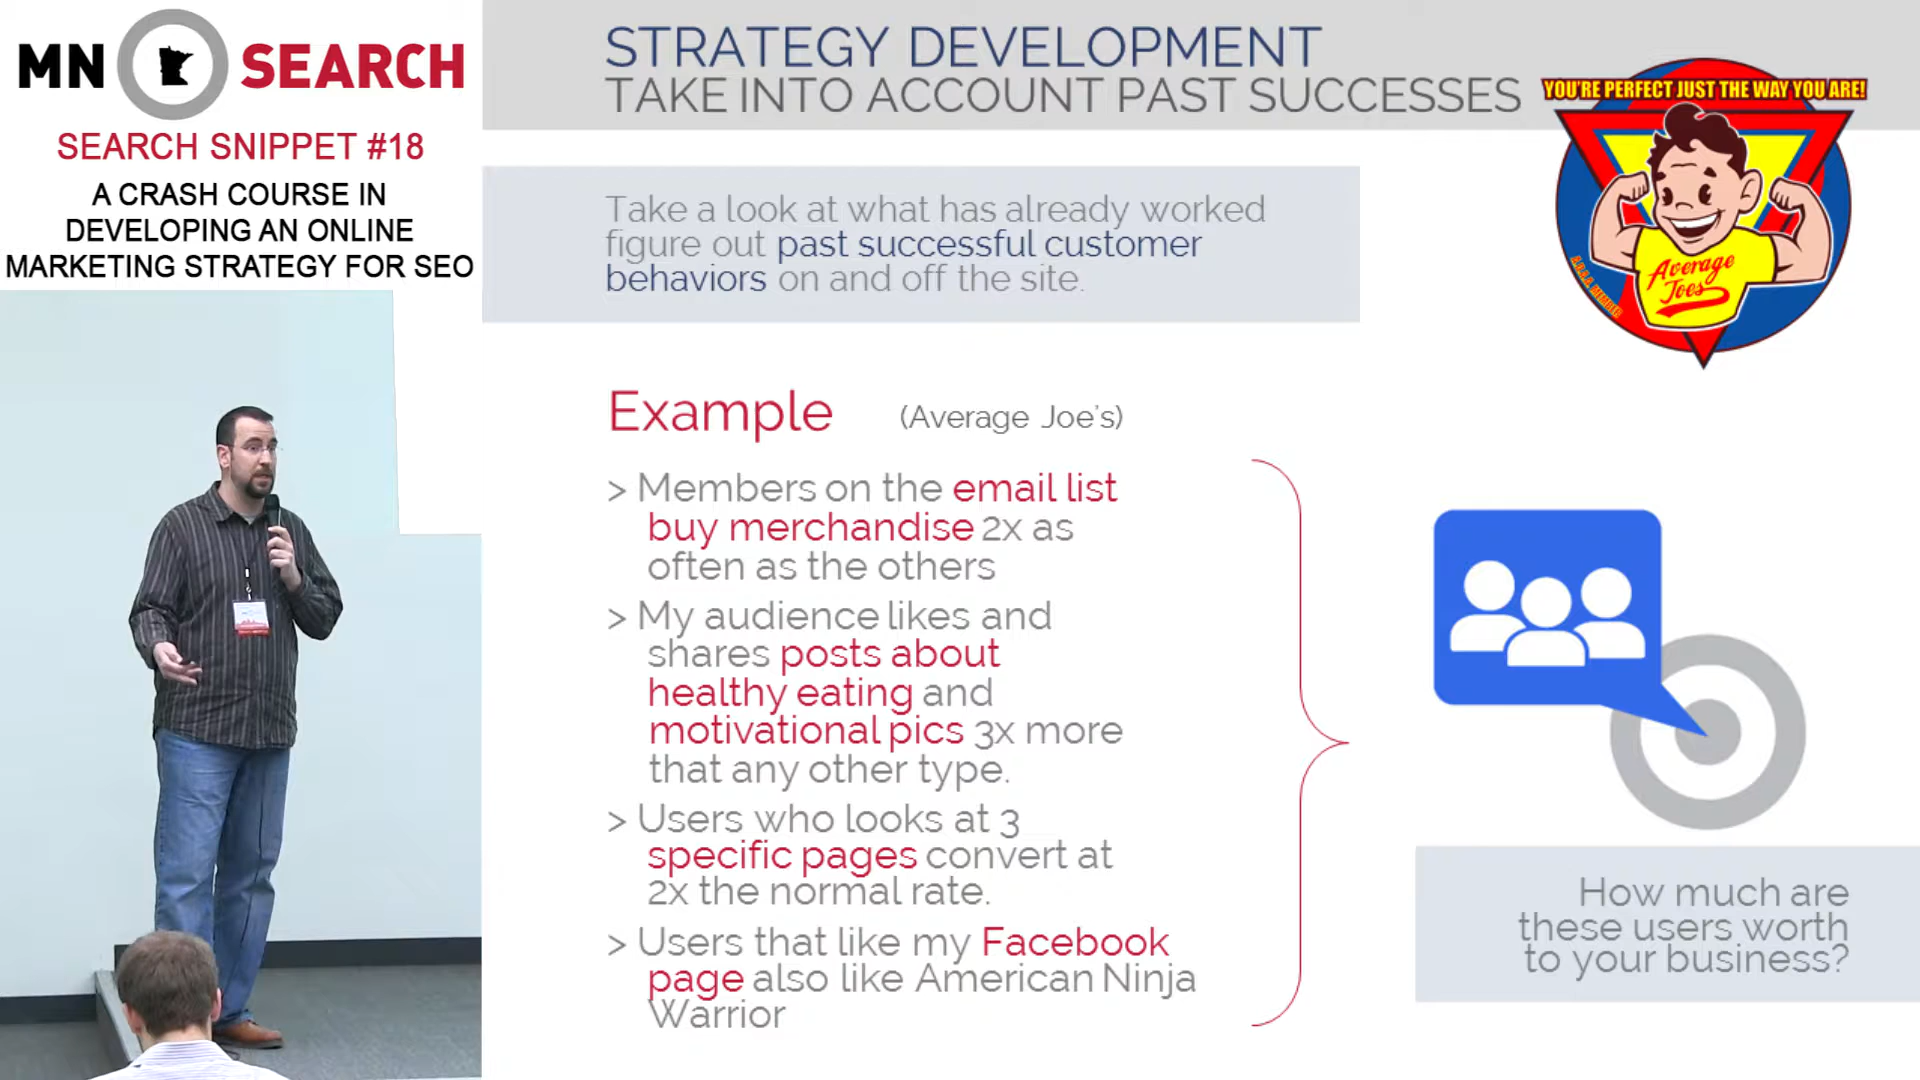 MN SEARCH
SEARCH SNIPPET #18
A CRASH COURSE IN
DEVELOPING AN ONLINE
MARKETING STRATEGY FOR SEO
STRATEGY DEVELOPMENT
TAKE INTO ACCOUNT PAST SUCCESSES
YOU'RE PERFECT JUST THE WAY YOU ARE!
Average
Joes
MEMBER
Take a look at what has already worked
figure out past successful customer
behaviors on and off the site.
Example (Average Joe's)
> Members on the email list
buy merchandise 2x as
often as the others
> My audience likes and
shares posts about
healthy eating and
motivational pics 3x more
that any other type.
> Users who looks at 3
specific pages convert at
2x the normal rate.
> Users that like my Facebook
page also like American Ninja
Warrior
How much are
these users worth
to your business?